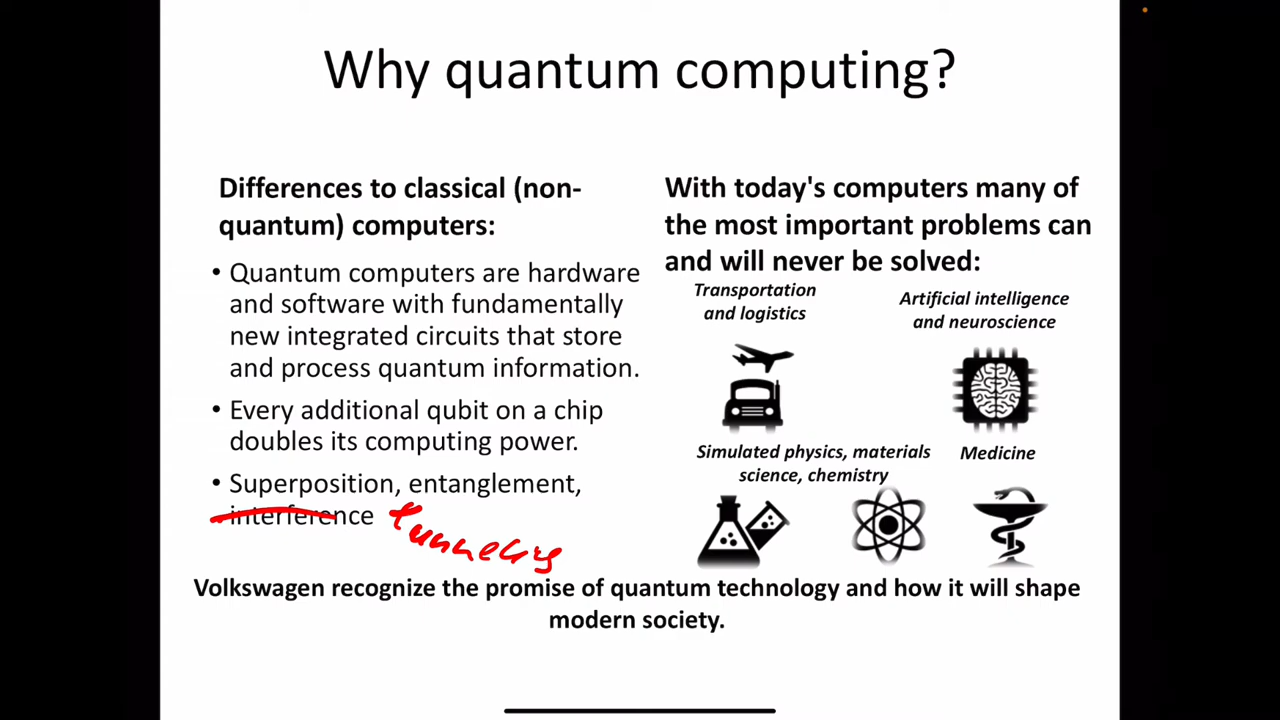 Why quantum computing?
Differences to classical (non-
quantum) computers:
• Quantum computers are hardware
and software with fundamentally
new integrated circuits that store
and process quantum information.
• Every additional qubit on a chip
doubles its computing power.
• Superposition, entanglement,
interference tunneling
With today's computers many of
the most important problems can
and will never be solved:
Transportation
and logistics
Artificial intelligence
and neuroscience
Simulated physics, materials
science, chemistry
Medicine
Volkswagen recognize the promise of quantum technology and how it will shape
modern society.